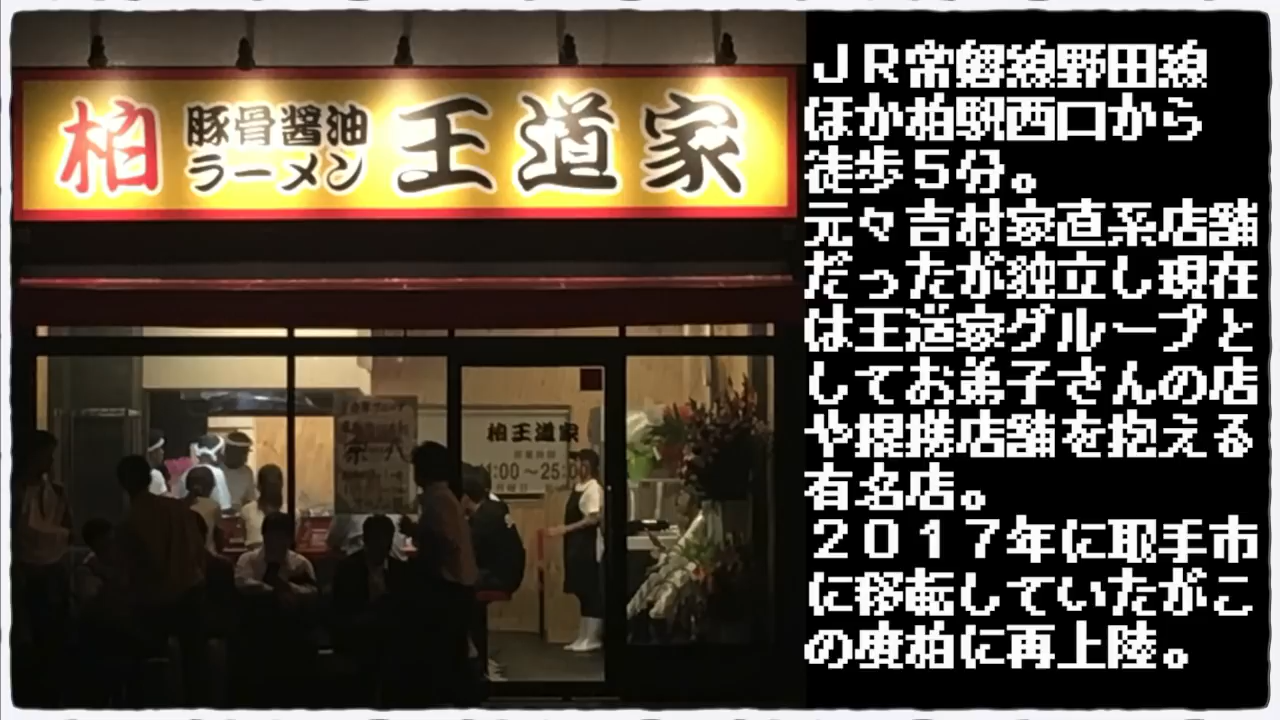 柏
豚骨醤油
ラーメン
王道家
柏王道家
11:00～25:00
ＪＲ常磐線野田線
ほか柏駅西口から
徒歩５分。
元々吉村家直系店舗
だったが独立し現在
は王道家グループと
してお弟子さんの店
や提携店舗を抱える
有名店。
２０１７年に取手市
に移転していたがこ
の度柏に再上陸。